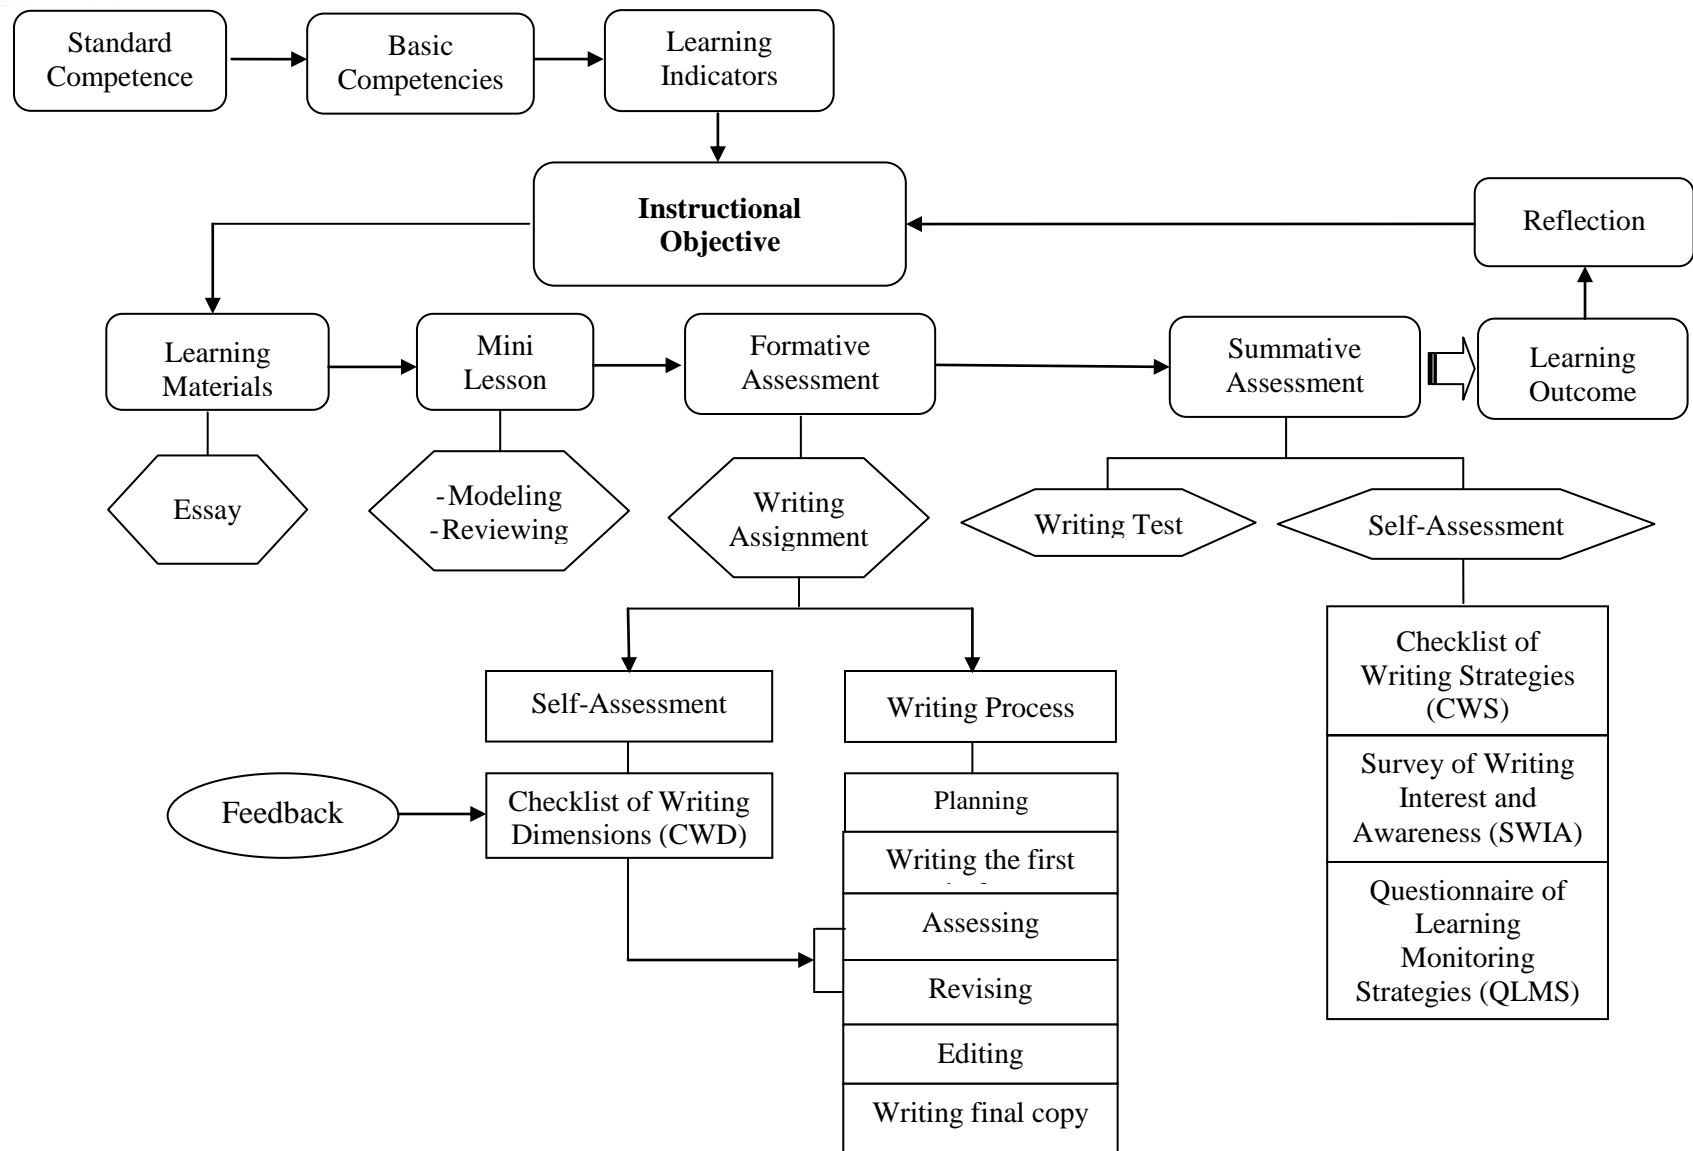 Standard
Competence
Basic
Competencies
Learning
Indicators
Instructional
Objective
Reflection
Learning
Materials
Mini
Lesson
Formative
Assessment
Summative
Assessment
Learning
Outcome
Essay
-Modeling
-Reviewing
Writing
Assignment
Writing Test
Self-Assessment
Self-Assessment
Writing Process
Checklist of
Writing Strategies
(CWS)
Survey of Writing
Interest and
Awareness (SWIA)
Questionnaire of
Learning
Monitoring
Strategies (QLMS)
Feedback
Checklist of Writing
Dimensions (CWD)
Planning
Writing the first
Assessing
Revising
Editing
Writing final copy